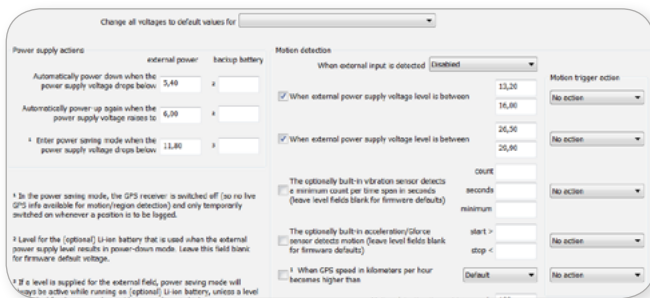 Change all voltages to default values for
Power supply actions
external power
backup battery
Automatically power down when the
power supply voltage drops below
5,40
2
Automatically power up again when the
power supply voltage raises to
6,00
2
1 Enter power saving mode when the
power supply voltage drops below
11,80
3
1 In the power saving mode, the GPS receiver is switched off (so no live
GPS info available for motion/region detection) and only temporarily
switched on whenever a position is to be logged.
2 Level for the (optional) Li-ion battery that is used when the external
power supply level results in power-down mode. Leave this field blank
for firmware default voltage.
3 If a level is supplied for the external field, power saving mode will
always be active while running on (optional) Li-ion battery, unless a level
Motion detection
When external input is detected
Disabled
Motion trigger action
When external power supply voltage level is between
13,20
16,00
No action
When external power supply voltage level is between
26,50
29,90
No action
The optionally built-in vibration sensor detects
a minimum count per time span in seconds
(leave level fields blank for firmware defaults)
count
seconds
minimum
No action
The optionally built-in acceleration/Gforce
sensor detects motion (leave level fields blank
for firmware defaults)
start >
stop <
No action
1 When GPS speed in kilometers per hour
becomes higher than
Default
No action